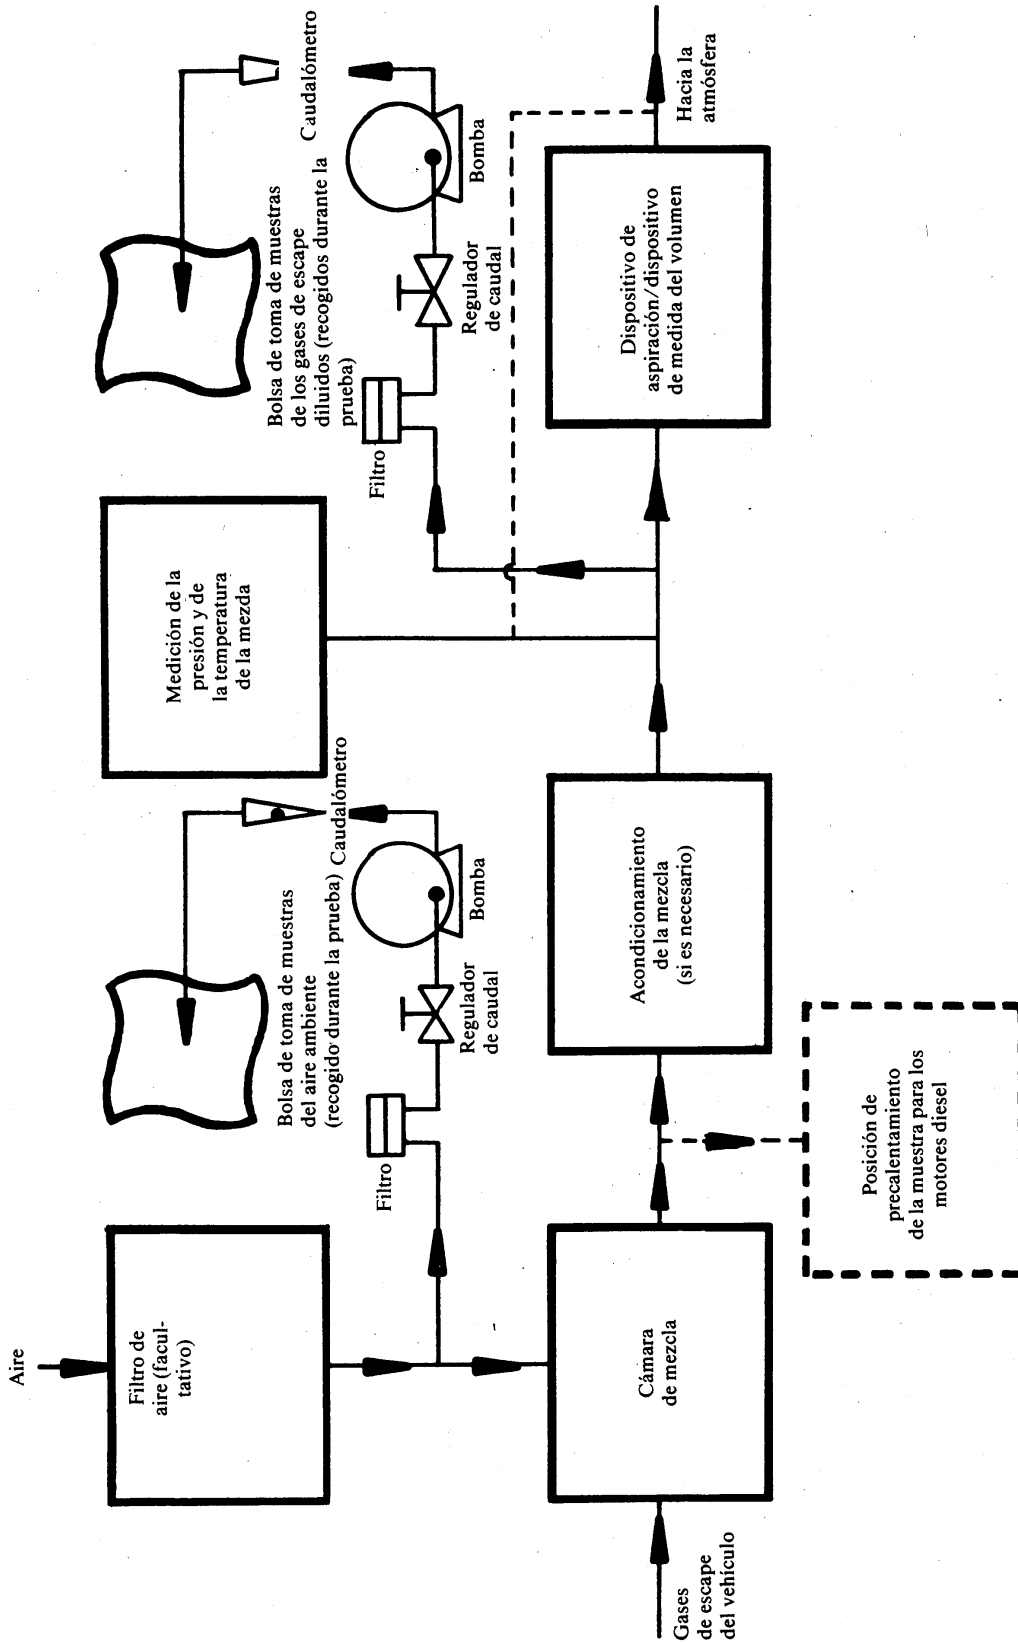 Aire
Filtro de
aire (facul-
tativo)
Bolsa de toma de muestras
del aire ambiente
(recogido durante la prueba)
Caudalómetro
Filtro
Regulador
de caudal
Bomba
Medición de la
presión y de
la temperatura
de la mezda
Bolsa de toma de muestras
de los gases de escape
diluidos (recogidos durante la
prueba)
Caudalómetro
Filtro
Regulador
de caudal
Bomba
Gases
de escape
del vehículo
Cámara
de mezcla
Acondicionamiento
de la mezcla
(si es necesario)
Dispositivo de
aspiración/dispositivo
de medida del volumen
Hacia la
atmósfera
Posición de
precalentamiento
de la muestra para los
motores diesel